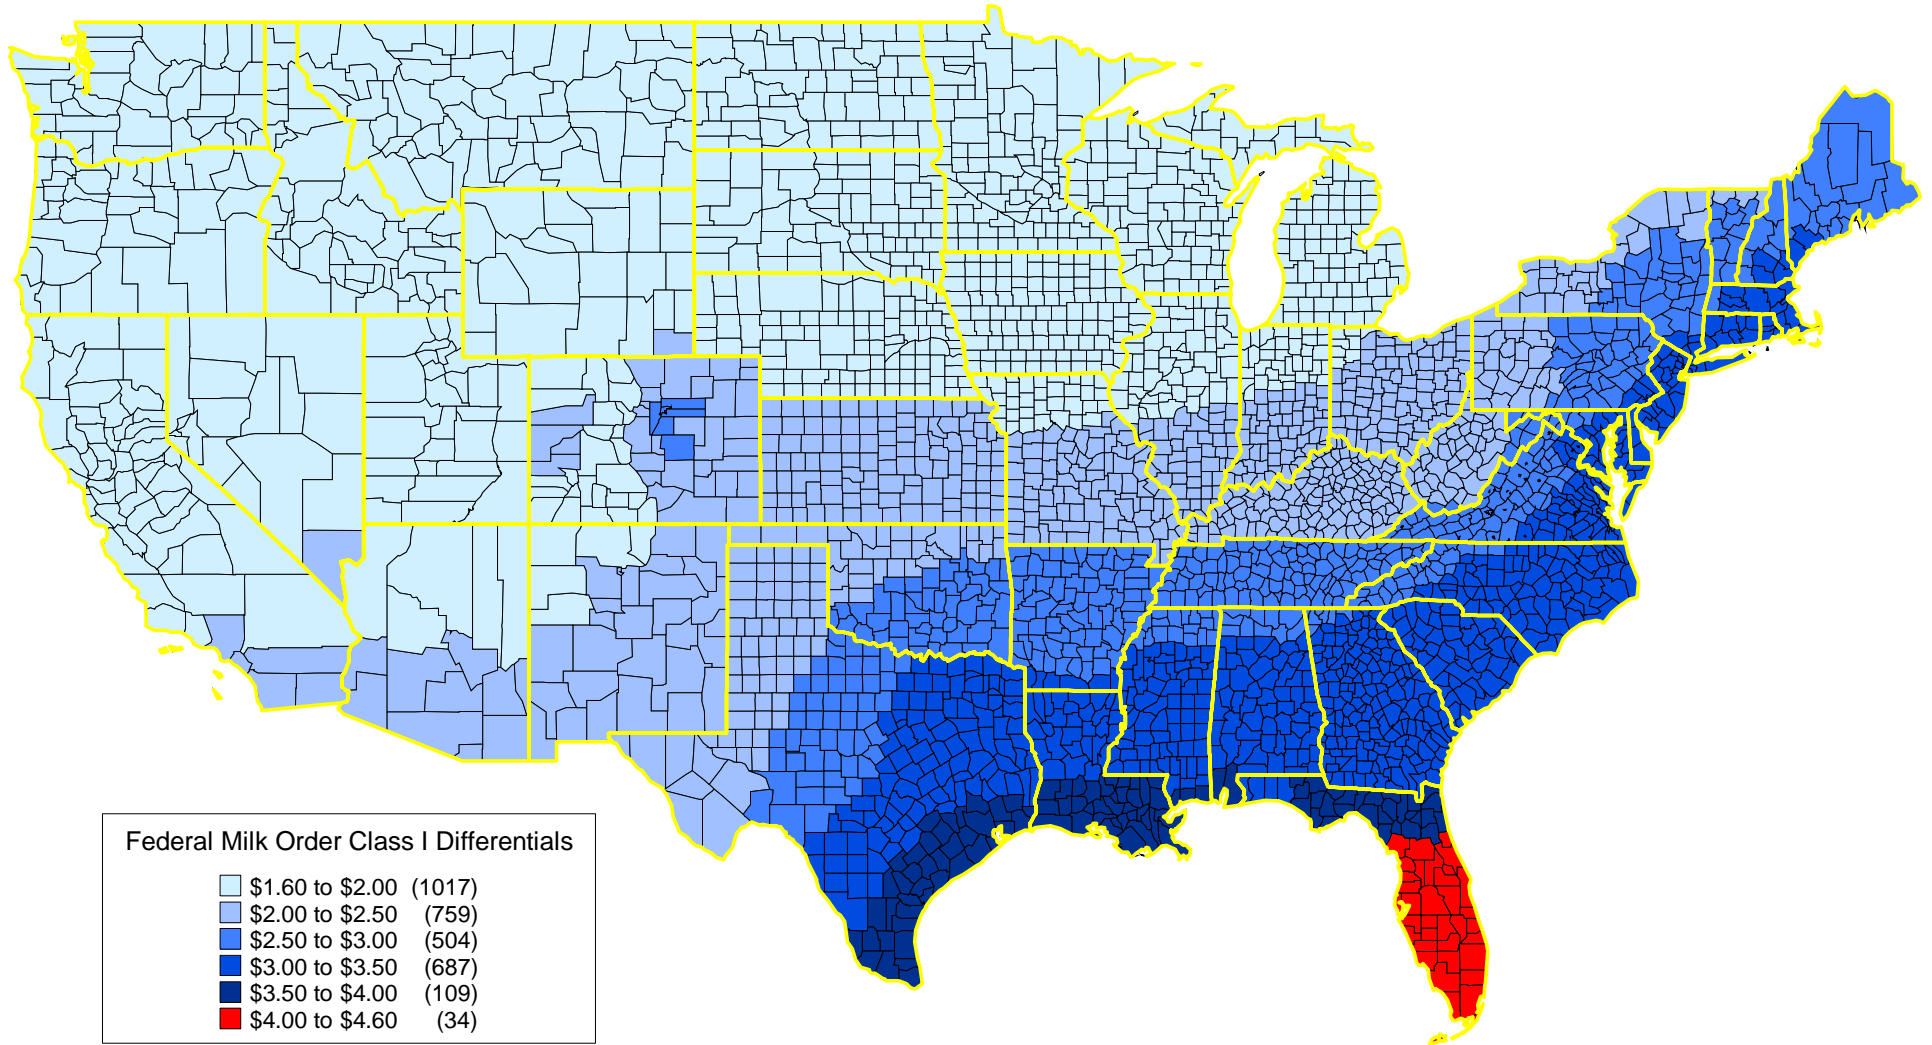 Federal Milk Order Class I Differentials
$1.60 to $2.00 (1017)
$2.00 to $2.50 (759)
$2.50 to $3.00 (504)
$3.00 to $3.50 (687)
$3.50 to $4.00 (109)
$4.00 to $4.60 (34)